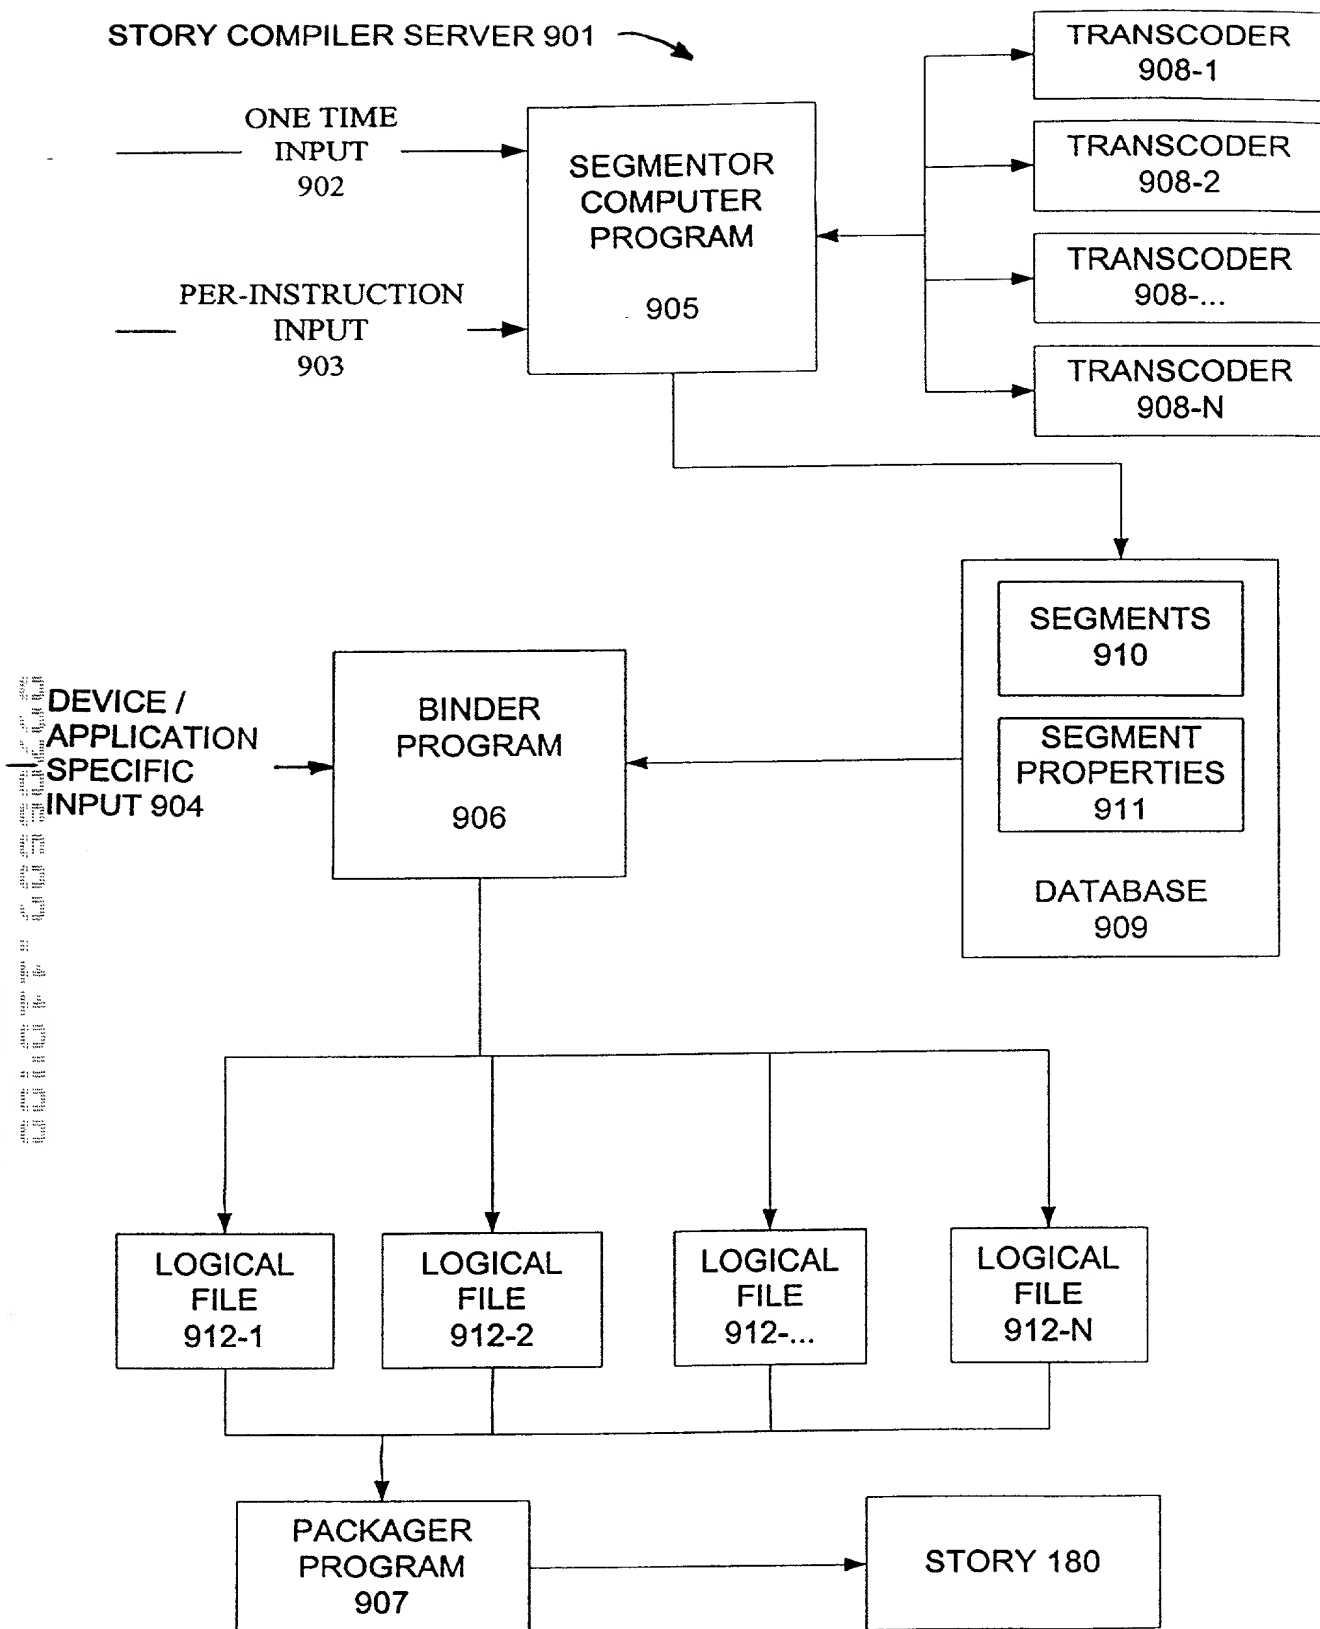 STORY COMPILER SERVER 901
ONE TIME
INPUT
902
PER-INSTRUCTION
INPUT
903
SEGMENTOR
COMPUTER
PROGRAM
905
TRANSCODER
908-1
TRANSCODER
908-2
TRANSCODER
908-...
TRANSCODER
908-N
SEGMENTS
910
SEGMENT
PROPERTIES
911
DATABASE
909
DEVICE /
APPLICATION
SPECIFIC
INPUT 904
BINDER
PROGRAM
906
LOGICAL
FILE
912-1
LOGICAL
FILE
912-2
LOGICAL
FILE
912-...
LOGICAL
FILE
912-N
PACKAGER
PROGRAM
907
STORY 180